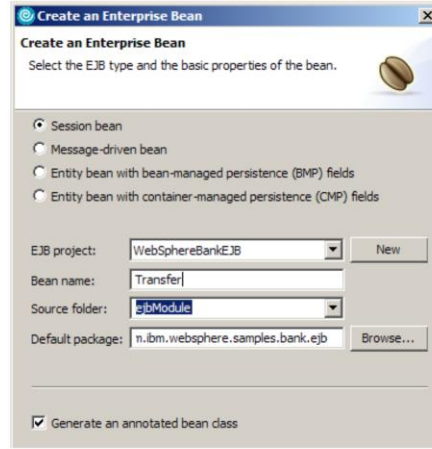 Create an Enterprise Bean
Create an Enterprise Bean
Select the EJB type and the basic properties of the bean.
Session bean
Message-driven bean
Entity bean with bean-managed persistence (BMP) fields
Entity bean with container-managed persistence (CMP) fields
EJB project: WebSphereBankEJB New
Bean name: Transfer
Source folder: ejbModule
Default package: n.ibm.websphere.samples.bank.ejb Browse...
Generate an annotated bean class